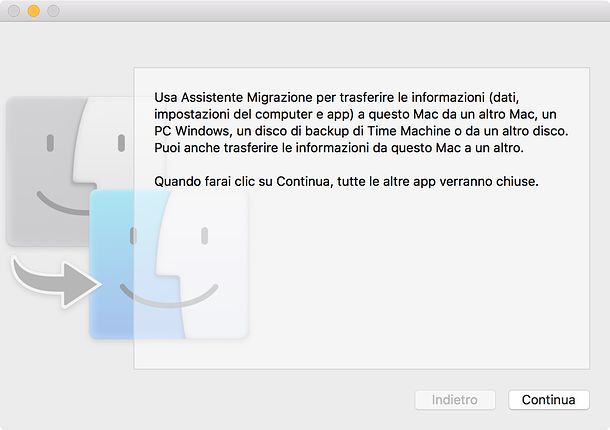 Usa Assistente Migrazione per trasferire le informazioni (dati,
impostazioni del computer e app) a questo Mac da un altro Mac, un
PC Windows, un disco di backup di Time Machine o da un altro disco.
Puoi anche trasferire le informazioni da questo Mac a un altro.
Quando farai clic su Continua, tutte le altre app verranno chiuse.
Indietro Continua